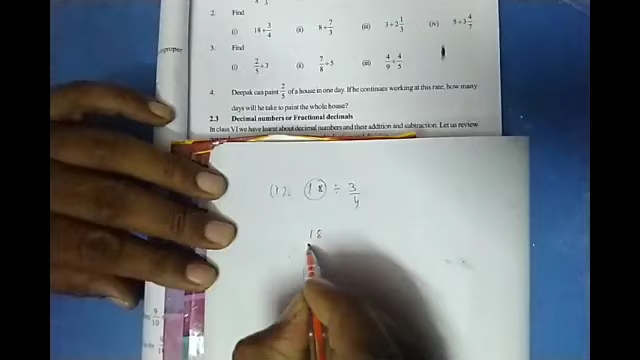 2. Find
(i) 18 ÷ 3/4 (ii) 8 ÷ 7/3 (iii) 3 ÷ 2 1/3 (iv) 5 ÷ 3 4/7
3. Find
(i) 2/5 ÷ 3 (ii) 7/8 ÷ 5 (iii) 4/9 ÷ 4/5
4. Deepak can paint 2/5 of a house in one day. If he continues working at this rate, how many
days will he take to paint the whole house?
2.3 Decimal numbers or Fractional decimals
In class VI we have learnt about decimal numbers and their addition and subtraction. Let us review
(i). 18 ÷ 3/4
18